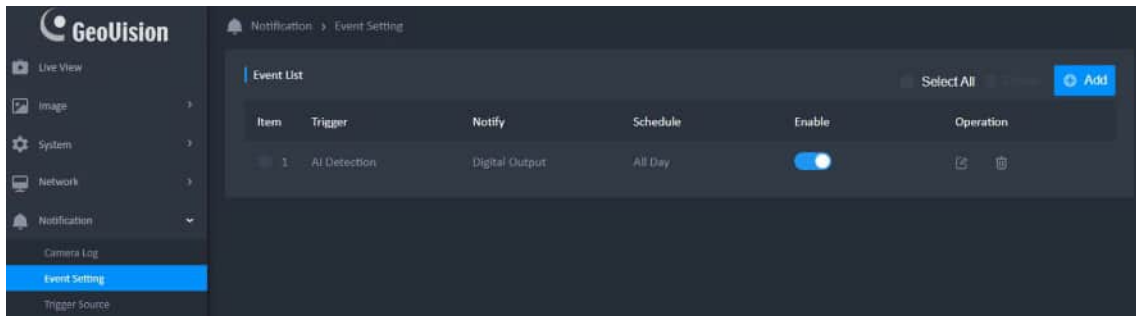 GeoVision
Notification > Event Setting
Live View
Event List
Select All
Add
Image
Item Trigger Notify Schedule Enable Operation
System
1 AI Detection Digital Output All Day
Network
Notification
Camera Log
Event Setting
Trigger Source